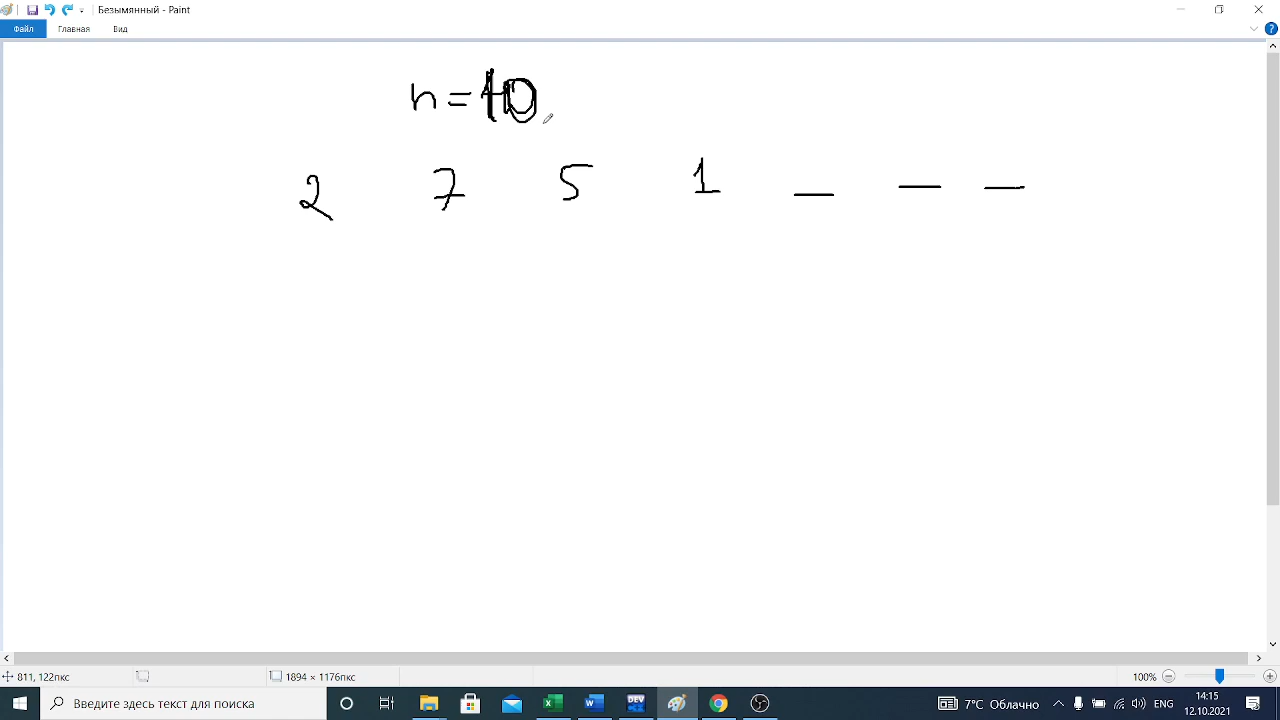 Безымянный - Paint
Файл Главная Вид
n=10
2 7 5 1 _ _ _
811, 122пкс 1894 × 1176пкс 100%
Введите здесь текст для поиска
DEV
7°C Облачно 14:15
12.10.2021